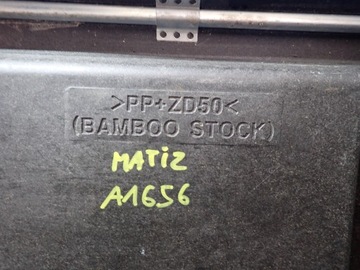 >PP+ZD50<
(BAMBOO STOCK)
MATIZ
A1656